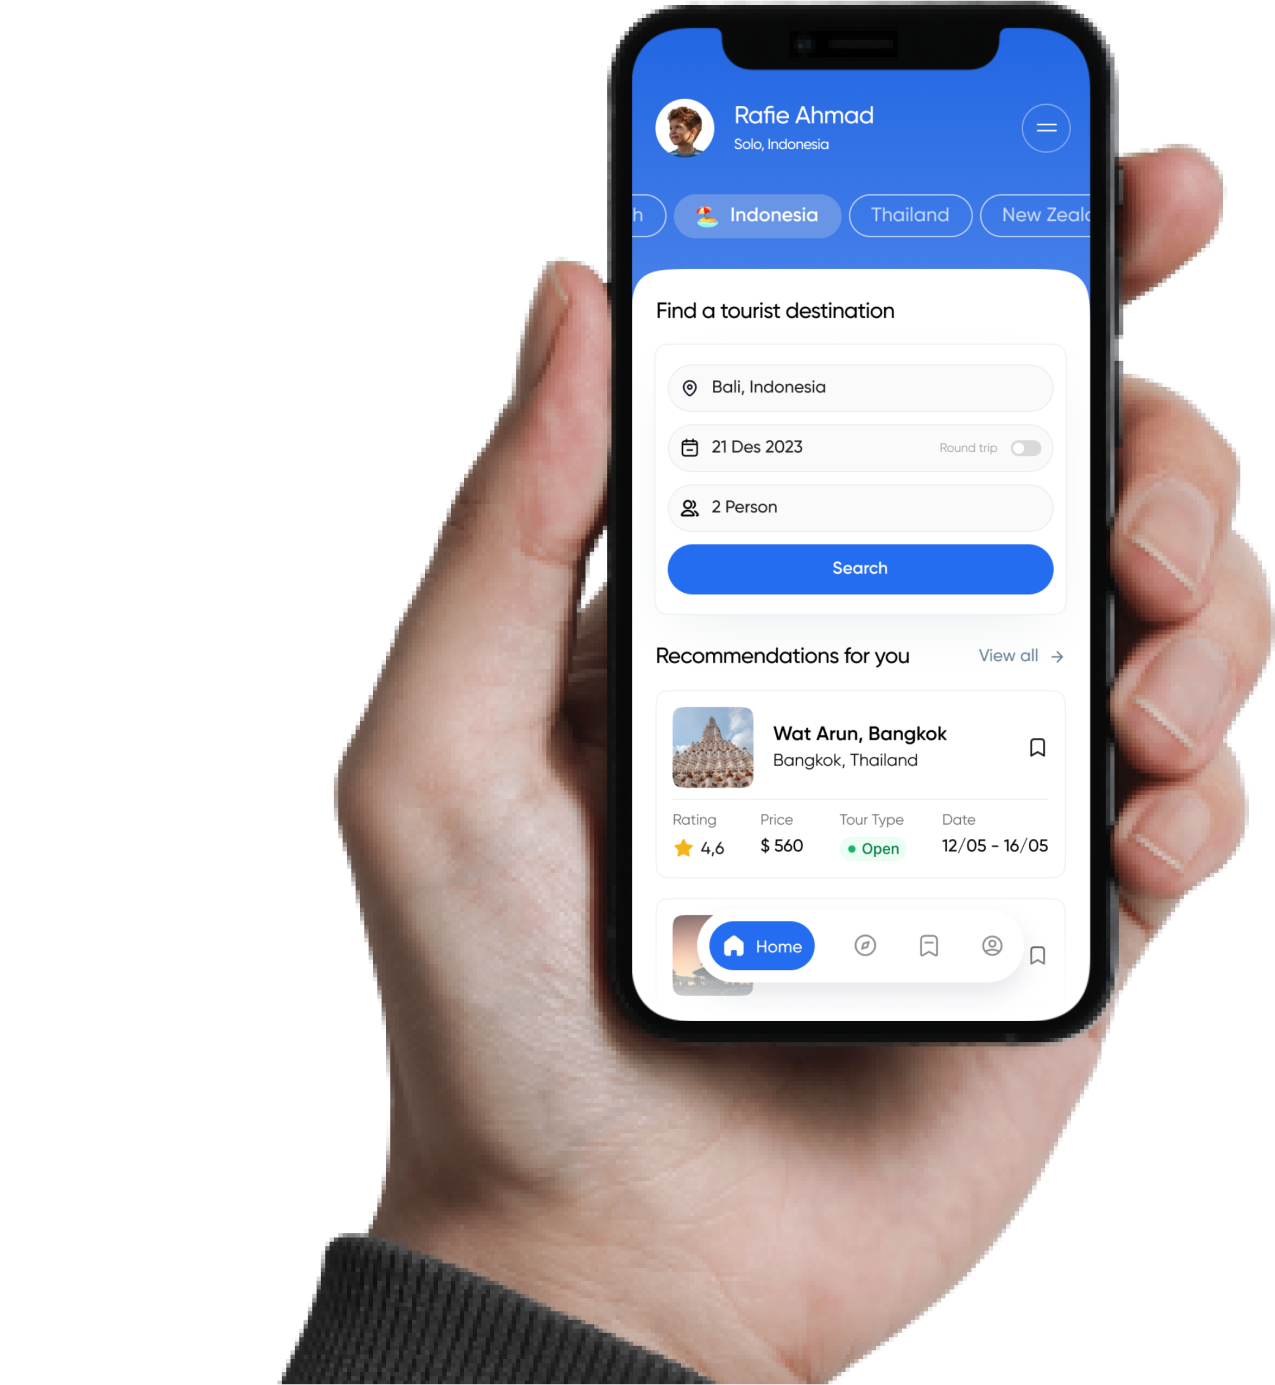 Rafie Ahmad
Solo, Indonesia
h Indonesia Thailand New Zeal
Find a tourist destination
Bali, Indonesia
21 Des 2023 Round trip
2 Person
Search
Recommendations for you View all
Wat Arun, Bangkok
Bangkok, Thailand
Rating Price Tour Type Date
4,6 $ 560 Open 12/05 - 16/05
Home